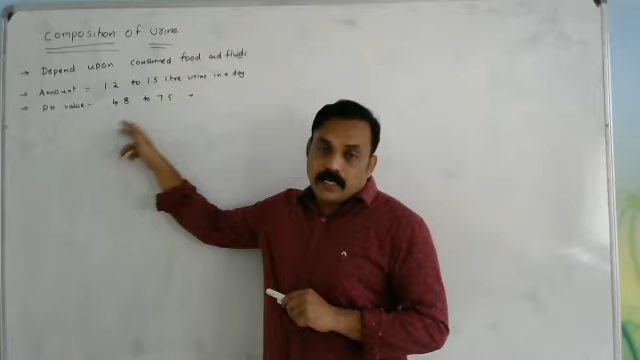 Composition of Urine
→ Depend upon consumed food and fluids
→ Amount = 1.2 to 1.5 litre urine in a day
→ PH value = 4.8 to 7.5